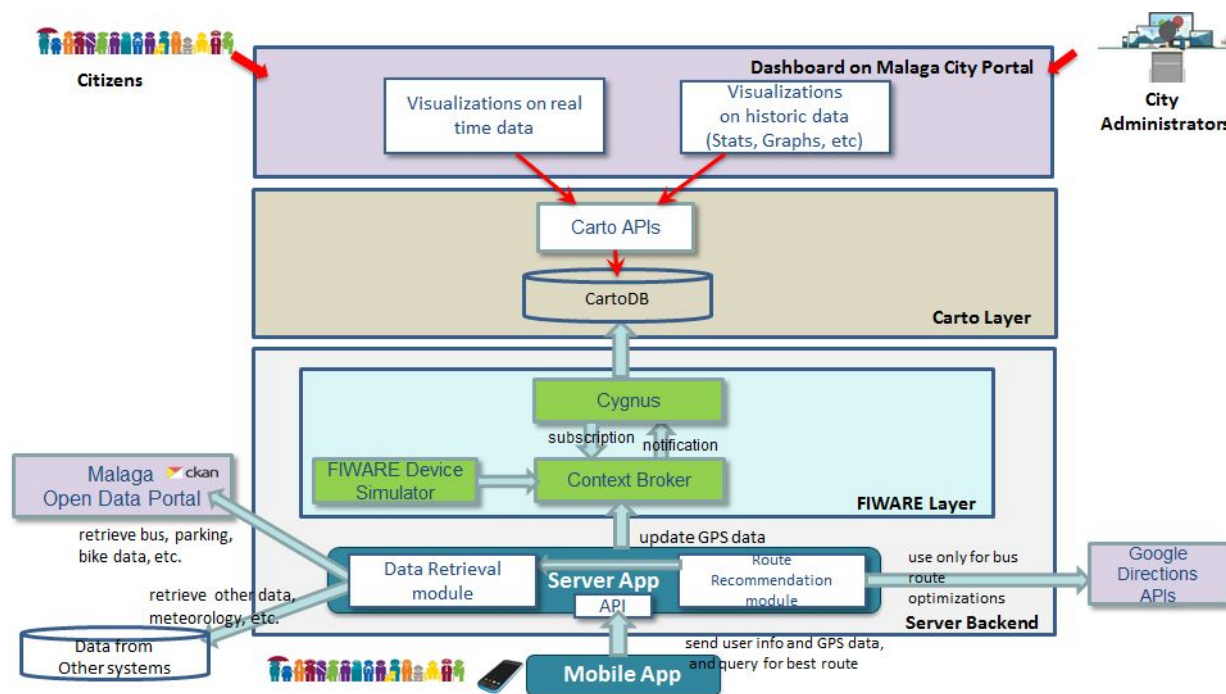 Citizens
Dashboard on Malaga City Portal
City
Administrators
Visualizations on real
time data
Visualizations
on historic data
(Stats, Graphs, etc)
Carto APIs
CartoDB
Carto Layer
Cygnus
subscription
notification
FIWARE Device
Simulator
Context Broker
FIWARE Layer
Malaga ckan
Open Data Portal
retrieve bus, parking,
bike data, etc.
update GPS data
Data Retrieval
module
Server App
API
Route
Recommendation
module
use only for bus
route
optimizations
Google
Directions
APIs
retrieve other data,
meteorology, etc.
Server Backend
Data from
Other systems
send user info and GPS data,
and query for best route
Mobile App